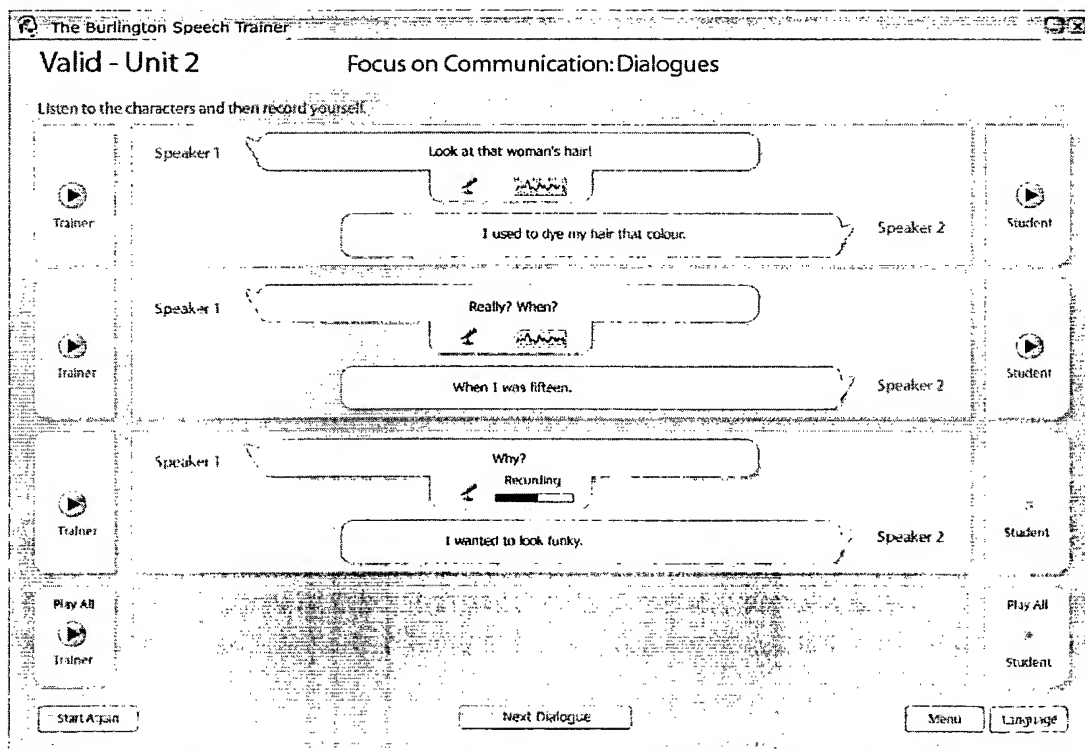 The Burlington Speech Trainer
Valid - Unit 2
Focus on Communication: Dialogues
Listen to the characters and then record yourself.
Speaker 1
Look at that woman's hair!
Trainer
I used to dye my hair that colour.
Speaker 2
Student
Speaker 1
Really? When?
Trainer
When I was fifteen.
Speaker 2
Student
Speaker 1
Why?
Recording
Trainer
I wanted to look funky.
Speaker 2
Student
Play All
Trainer
Play All
Student
Start Again
Next Dialogue
Menu
Language